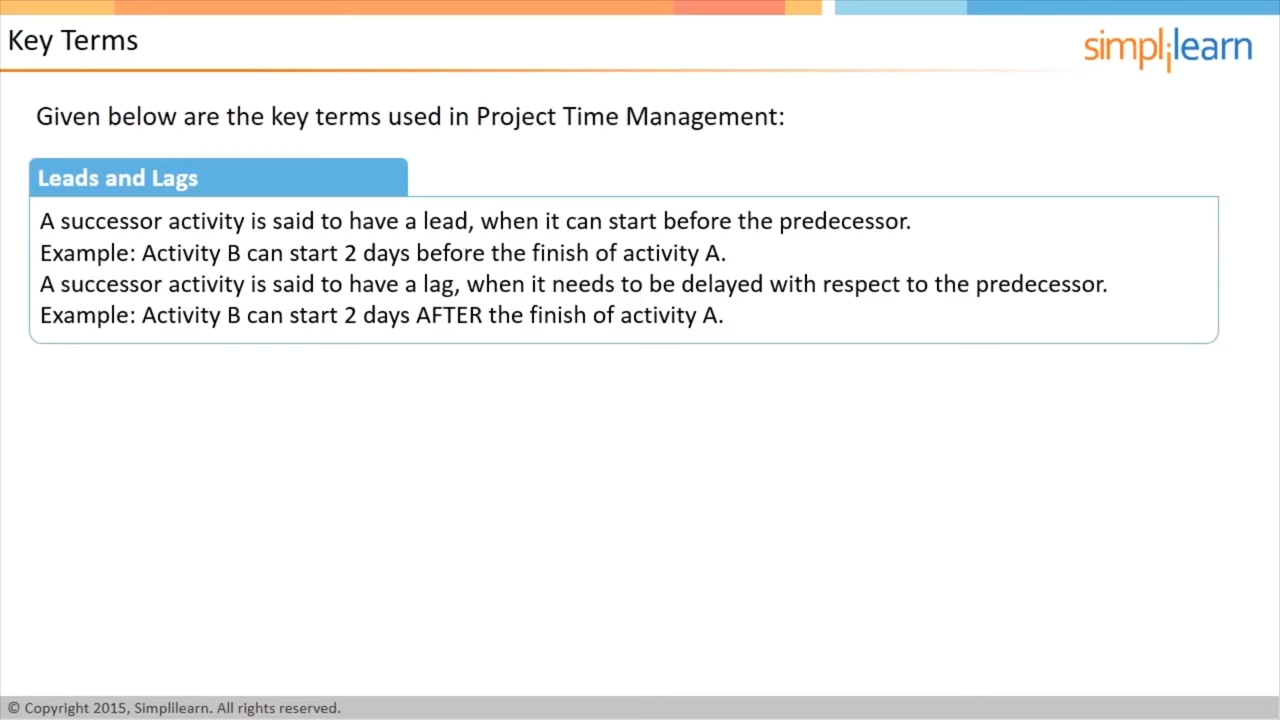 Key Terms
simplilearn
Given below are the key terms used in Project Time Management:
Leads and Lags
A successor activity is said to have a lead, when it can start before the predecessor.
Example: Activity B can start 2 days before the finish of activity A.
A successor activity is said to have a lag, when it needs to be delayed with respect to the predecessor.
Example: Activity B can start 2 days AFTER the finish of activity A.
© Copyright 2015, Simplilearn. All rights reserved.